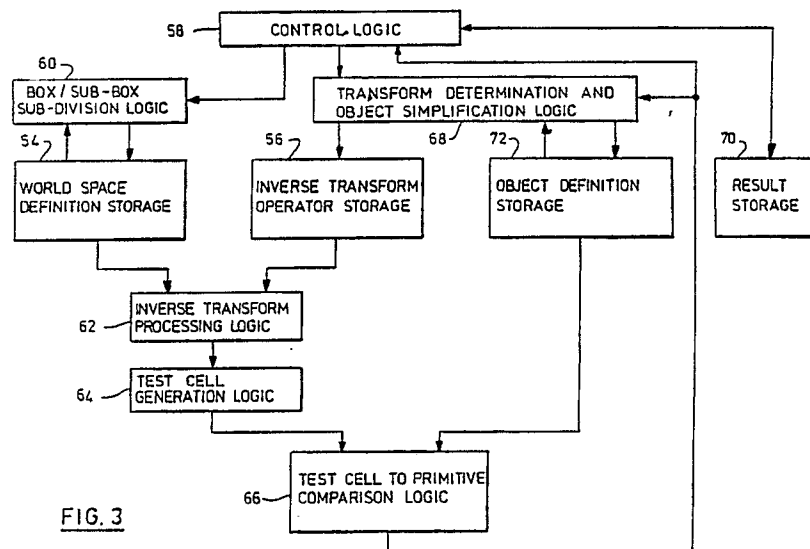 58
CONTROL LOGIC
60
BOX / SUB-BOX
SUB-DIVISION LOGIC
TRANSFORM DETERMINATION AND
OBJECT SIMPLIFICATION LOGIC
68
54
WORLD SPACE
DEFINITION STORAGE
56
INVERSE TRANSFORM
OPERATOR STORAGE
72
OBJECT DEFINITION
STORAGE
70
RESULT
STORAGE
62
INVERSE TRANSFORM
PROCESSING LOGIC
64
TEST CELL
GENERATION LOGIC
66
TEST CELL TO PRIMITIVE
COMPARISON LOGIC
FIG. 3